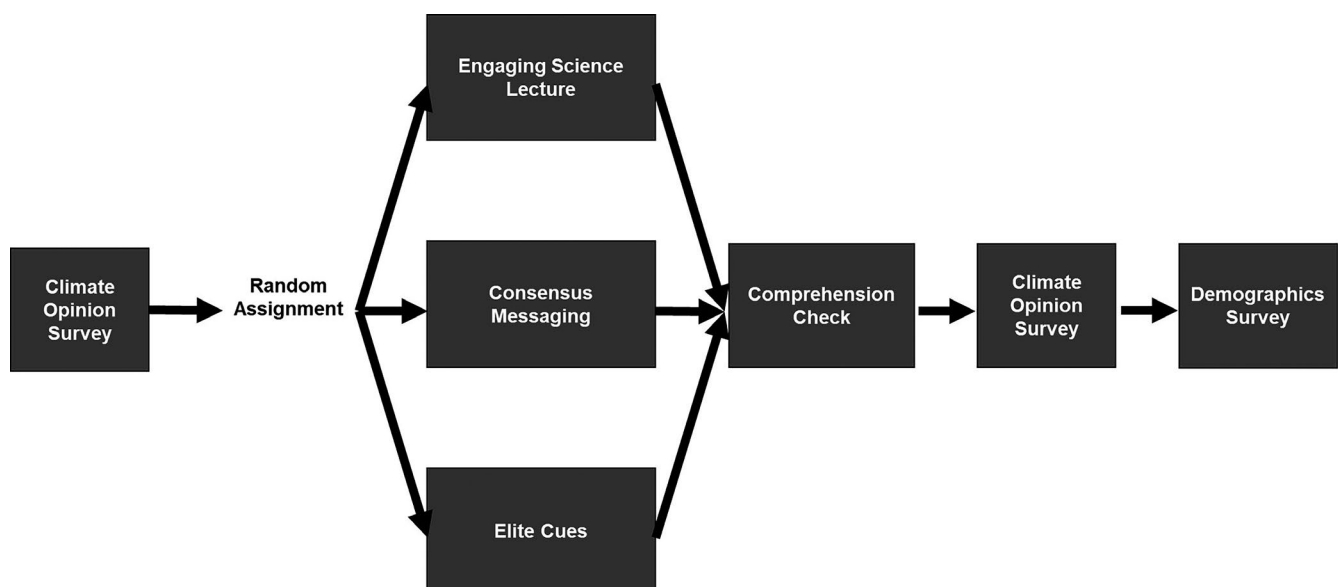 Climate
Opinion
Survey
Random
Assignment
Engaging Science
Lecture
Consensus
Messaging
Elite Cues
Comprehension
Check
Climate
Opinion
Survey
Demographics
Survey